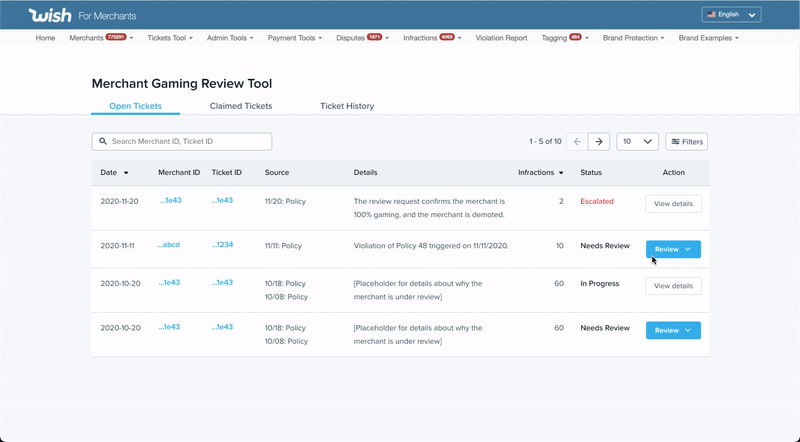 wish For Merchants
English
Home Merchants 775291 Tickets Tool Admin Tools Payment Tools Disputes 1871 Infractions 4065 Violation Report Tagging 484 Brand Protection Brand Examples
Merchant Gaming Review Tool
Open Tickets Claimed Tickets Ticket History
Search Merchant ID, Ticket ID
1 - 5 of 10
10
Filters
Date Merchant ID Ticket ID Source Details Infractions Status Action
2020-11-20 ...1e43 ...1e43 11/20: Policy The review request confirms the merchant is 2 Escalated View details
100% gaming, and the merchant is demoted.
2020-11-11 ...abcd ...1234 11/11: Policy Violiation of Policy 48 triggered on 11/11/2020. 10 Needs Review Review
2020-10-20 ...1e43 ...1e43 10/18: Policy [Placeholder for details about why the 60 In Progress View details
10/08: Policy merchant is under review]
2020-10-20 ...1e43 ...1e43 10/18: Policy [Placeholder for details about why the 60 Needs Review Review
10/08: Policy merchant is under review]